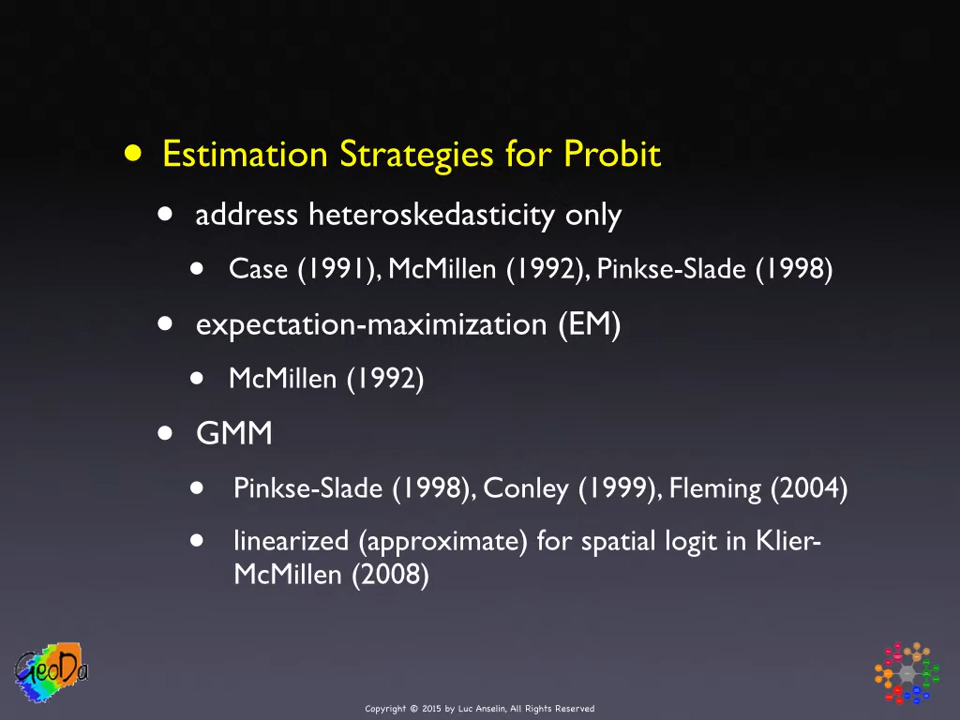 • Estimation Strategies for Probit
• address heteroskedasticity only
• Case (1991), McMillen (1992), Pinkse-Slade (1998)
• expectation-maximization (EM)
• McMillen (1992)
• GMM
• Pinkse-Slade (1998), Conley (1999), Fleming (2004)
• linearized (approximate) for spatial logit in Klier-
McMillen (2008)
GeoDa
Copyright © 2015 by Luc Anselin, All Rights Reserved